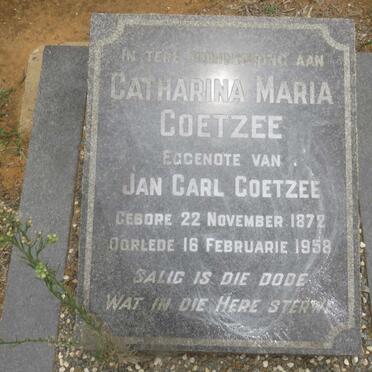 IN TERE HERINNERING AAN
CATHARINA MARIA
COETZEE
EGGENOTE VAN
JAN CARL COETZEE
GEBORE 22 NOVEMBER 1872
OORLEDE 16 FEBRUARIE 1958
SALIG IS DIE DODE
WAT IN DIE HERE STERWE